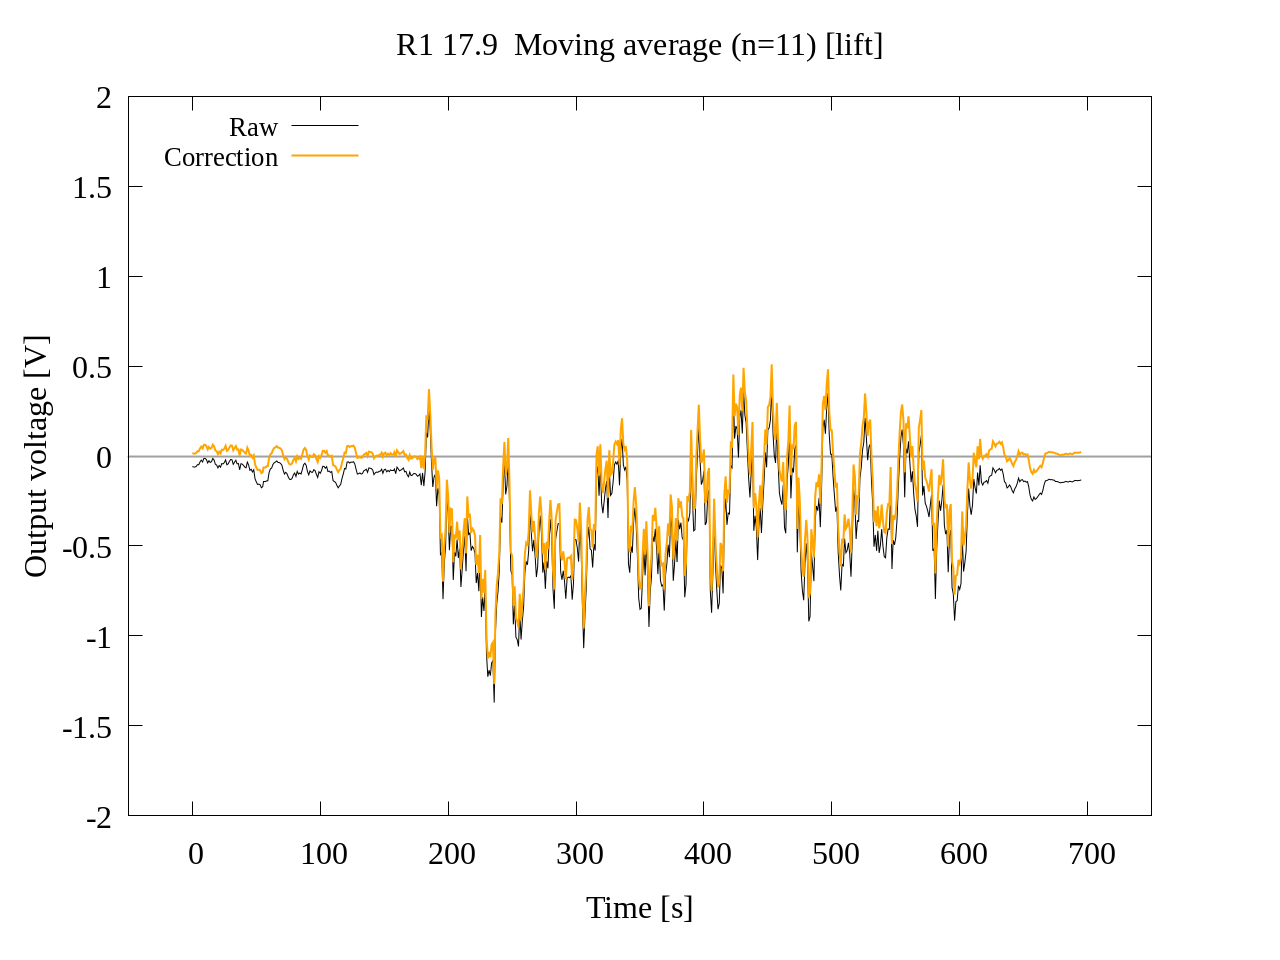 R1 17.9  Moving average (n=11) [lift]
Raw
Correction
2
1.5
1
0.5
0
-0.5
-1
-1.5
-2
Output voltage [V]
0 100 200 300 400 500 600 700
Time [s]